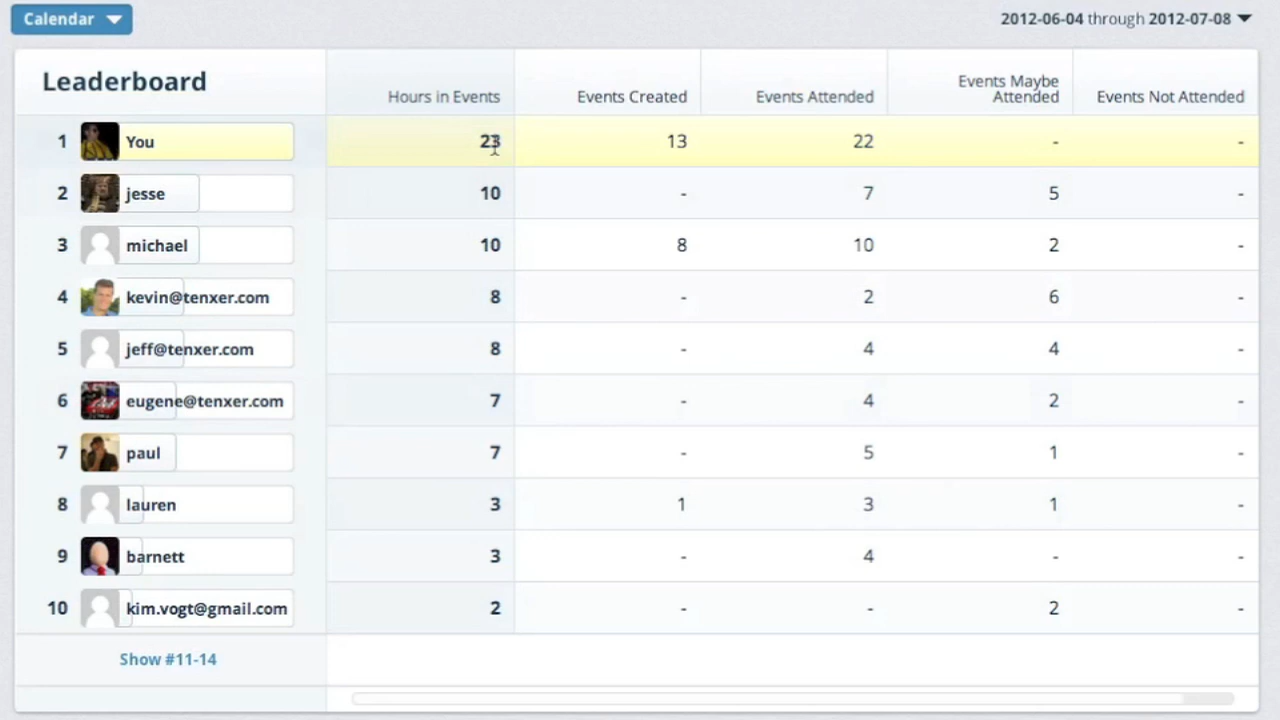 Calendar
2012-06-04 through 2012-07-08
Leaderboard
Hours in Events
Events Created
Events Attended
Events Maybe
Attended
Events Not Attended
1 You 23 13 22 - -
2 jesse 10 - 7 5 -
3 michael 10 8 10 2 -
4 kevin@tenxer.com 8 - 2 6 -
5 jeff@tenxer.com 8 - 4 4 -
6 eugene@tenxer.com 7 - 4 2 -
7 paul 7 - 5 1 -
8 lauren 3 1 3 1 -
9 barnett 3 - 4 - -
10 kim.vogt@gmail.com 2 - - 2 -
Show #11-14